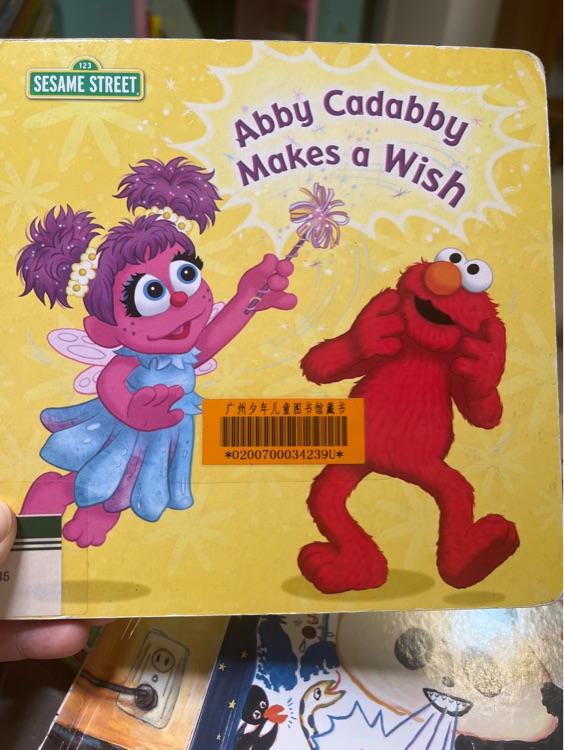 123
SESAME STREET
Abby Cadabby
Makes a Wish
广州少年儿童图书馆藏书
*0200700034239U*